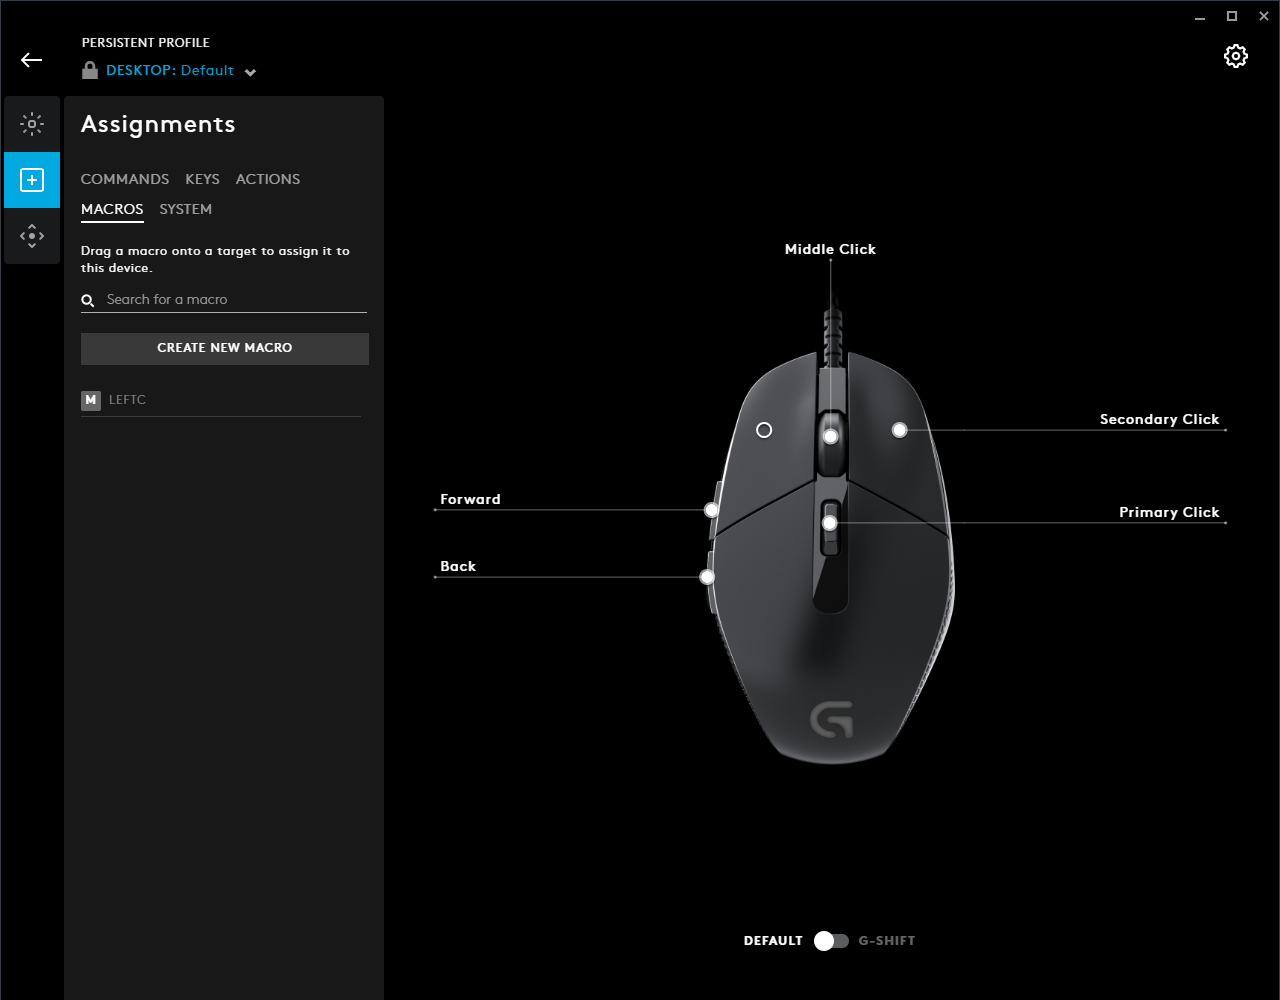 PERSISTENT PROFILE
DESKTOP: Default
Assignments
COMMANDS KEYS ACTIONS
MACROS SYSTEM
Drag a macro onto a target to assign it to
this device.
Search for a macro
CREATE NEW MACRO
M LEFTC
Middle Click
Secondary Click
Forward
Primary Click
Back
G
DEFAULT G-SHIFT